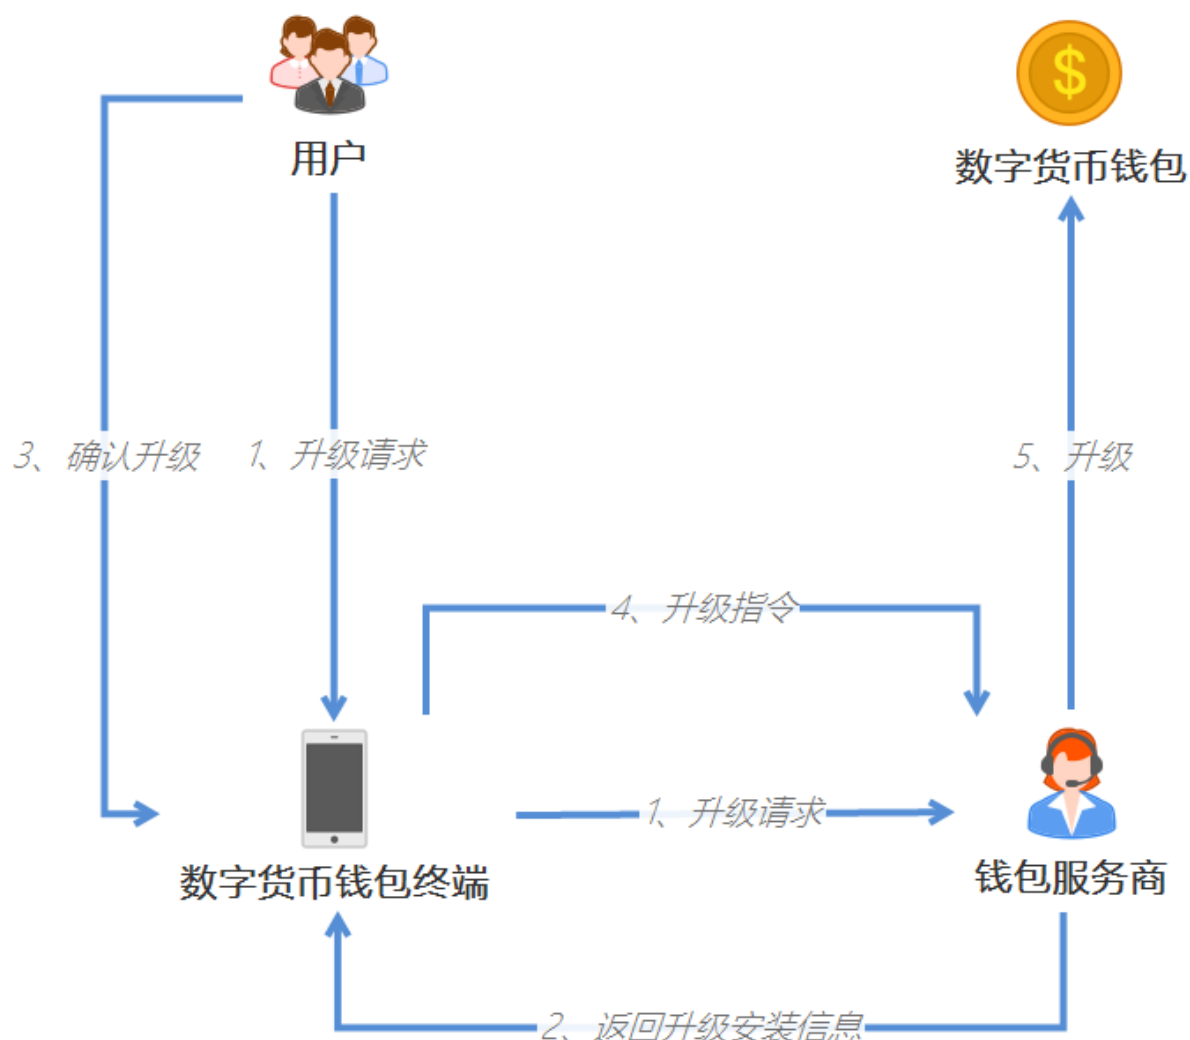 用户
数字货币钱包
3、确认升级
1、升级请求
5、升级
4、升级指令
1、升级请求
数字货币钱包终端
钱包服务商
2、返回升级安装信息